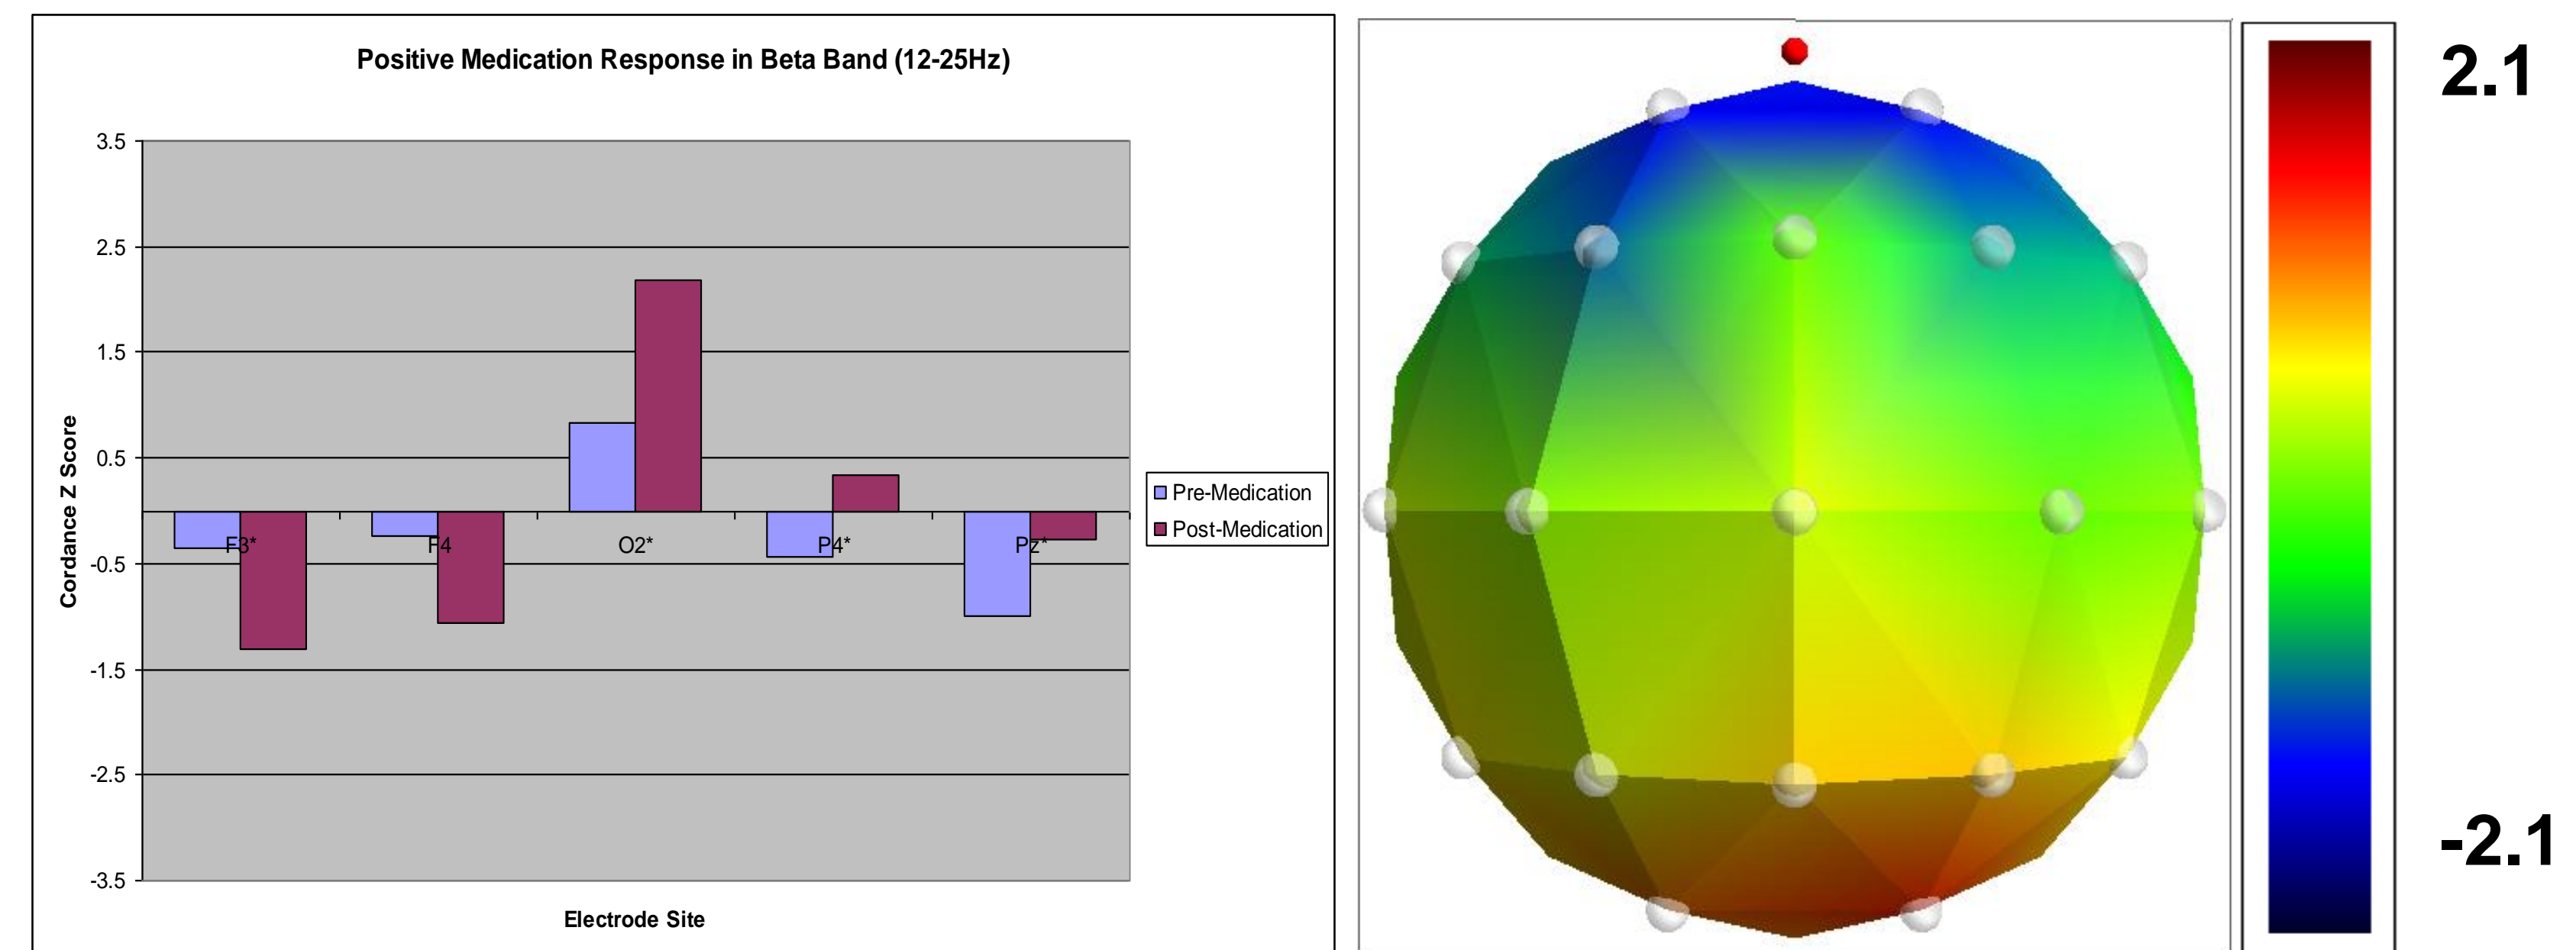 Positive Medication Response in Beta Band (12-25Hz)
3.5
2.5
1.5
0.5
-0.5
-1.5
-2.5
-3.5
Cordance Z Score
F3*
F4
O2*
P4*
Pz*
Electrode Site
Pre-Medication
Post-Medication
2.1
-2.1